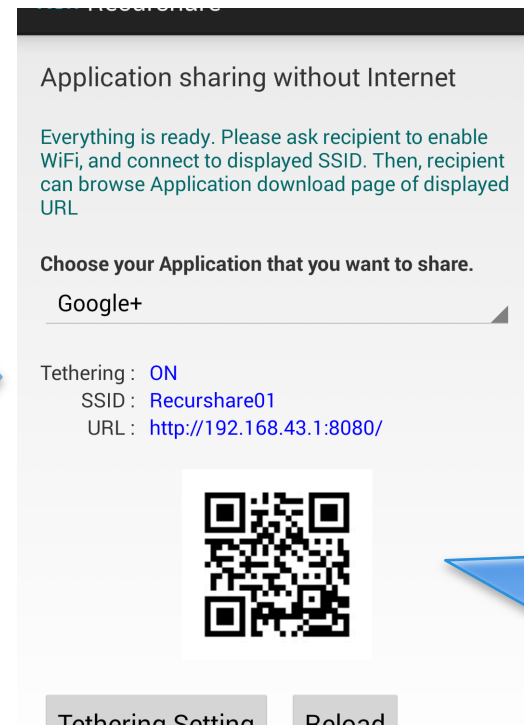 Application sharing without Internet
Everything is ready. Please ask recipient to enable
WiFi, and connect to displayed SSID. Then, recipient
can browse Application download page of displayed
URL
Choose your Application that you want to share.
Google+
Tethering : ON
SSID : Recurshare01
URL : http://192.168.43.1:8080/
Tethering Setting Reload